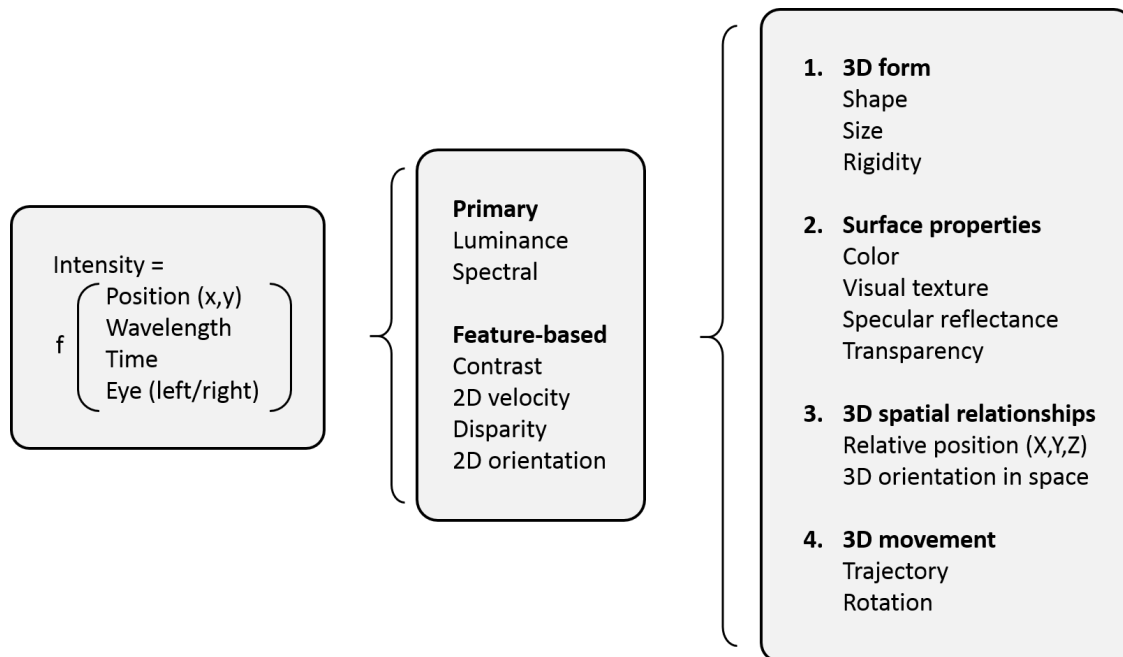 Intensity =
f
Position (x,y)
Wavelength
Time
Eye (left/right)
Primary
Luminance
Spectral
Feature-based
Contrast
2D velocity
Disparity
2D orientation
1. 3D form
Shape
Size
Rigidity
2. Surface properties
Color
Visual texture
Specular reflectance
Transparency
3. 3D spatial relationships
Relative position (X,Y,Z)
3D orientation in space
4. 3D movement
Trajectory
Rotation